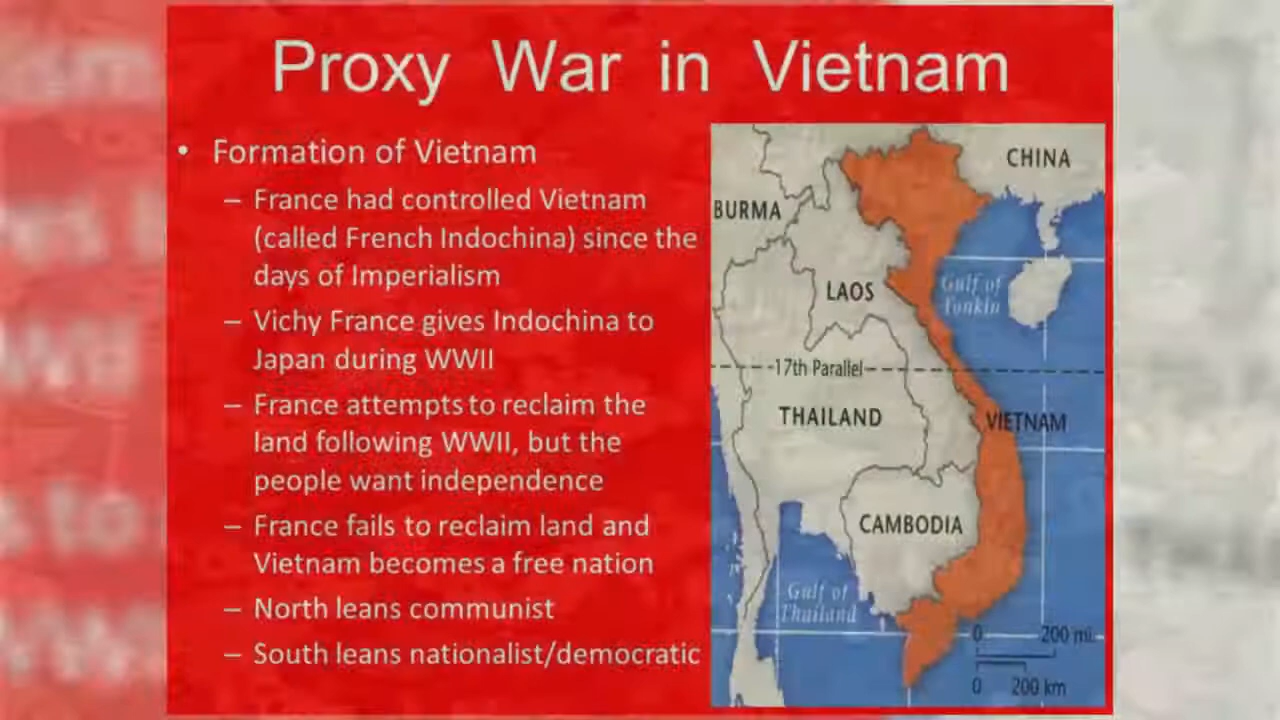 Proxy War in Vietnam
• Formation of Vietnam
– France had controlled Vietnam
(called French Indochina) since the
days of Imperialism
– Vichy France gives Indochina to
Japan during WWII
– France attempts to reclaim the
land following WWII, but the
people want independence
– France fails to reclaim land and
Vietnam becomes a free nation
– North leans communist
– South leans nationalist/democratic
CHINA
BURMA
LAOS
Gulf of
Tonkin
17th Parallel
THAILAND
VIETNAM
CAMBODIA
Gulf of
Thailand
0 200 mi.
0 200 km